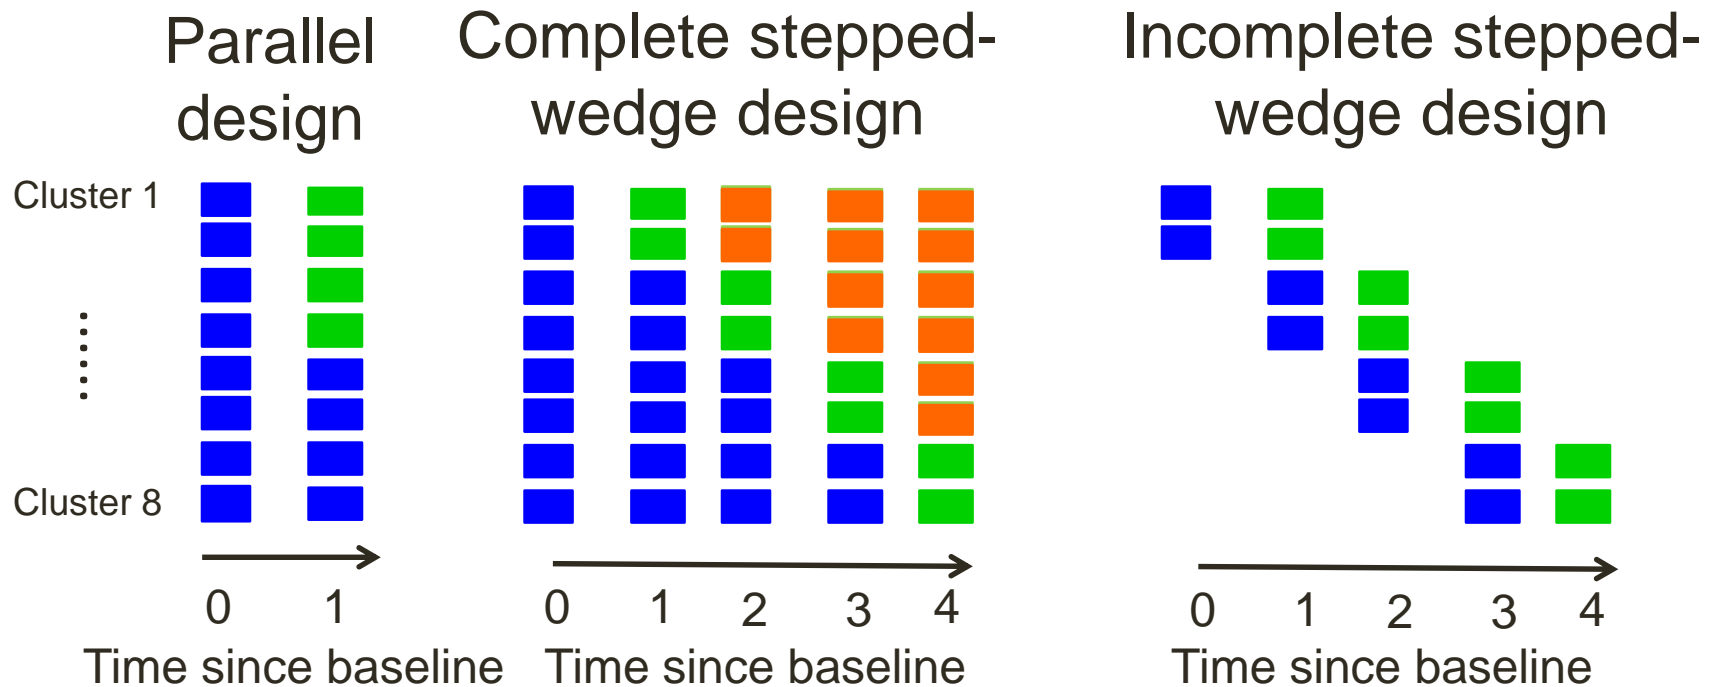 Parallel
design
Complete stepped-
wedge design
Incomplete stepped-
wedge design
Cluster 1
Cluster 8
0 1
Time since baseline
0 1 2 3 4
Time since baseline
0 1 2 3 4
Time since baseline